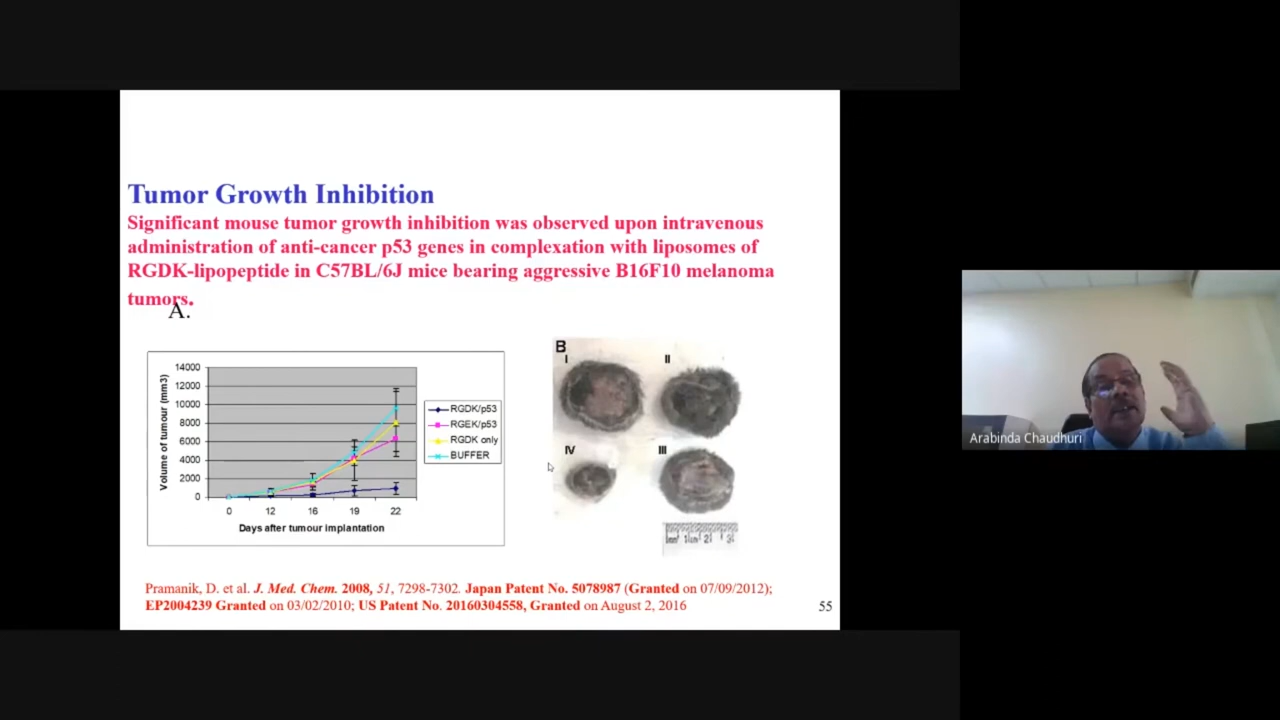 Tumor Growth Inhibition
Significant mouse tumor growth inhibition was observed upon intravenous
administration of anti-cancer p53 genes in complexation with liposomes of
RGDK-lipopeptide in C57BL/6J mice bearing aggressive B16F10 melanoma
tumors.
A.
Volume of tumour (mm3)
14000
12000
10000
8000
6000
4000
2000
0
0 12 16 19 22
Days after tumour implantation
RGDK/p53
RGEK/p53
RGDK only
BUFFER
B
I II
IV III
mm 1cm 2 3
Arabinda Chaudhuri
Pramanik, D. et al. J. Med. Chem. 2008, 51, 7298-7302. Japan Patent No. 5078987 (Granted on 07/09/2012);
EP2004239 Granted on 03/02/2010; US Patent No. 20160304558, Granted on August 2, 2016
55